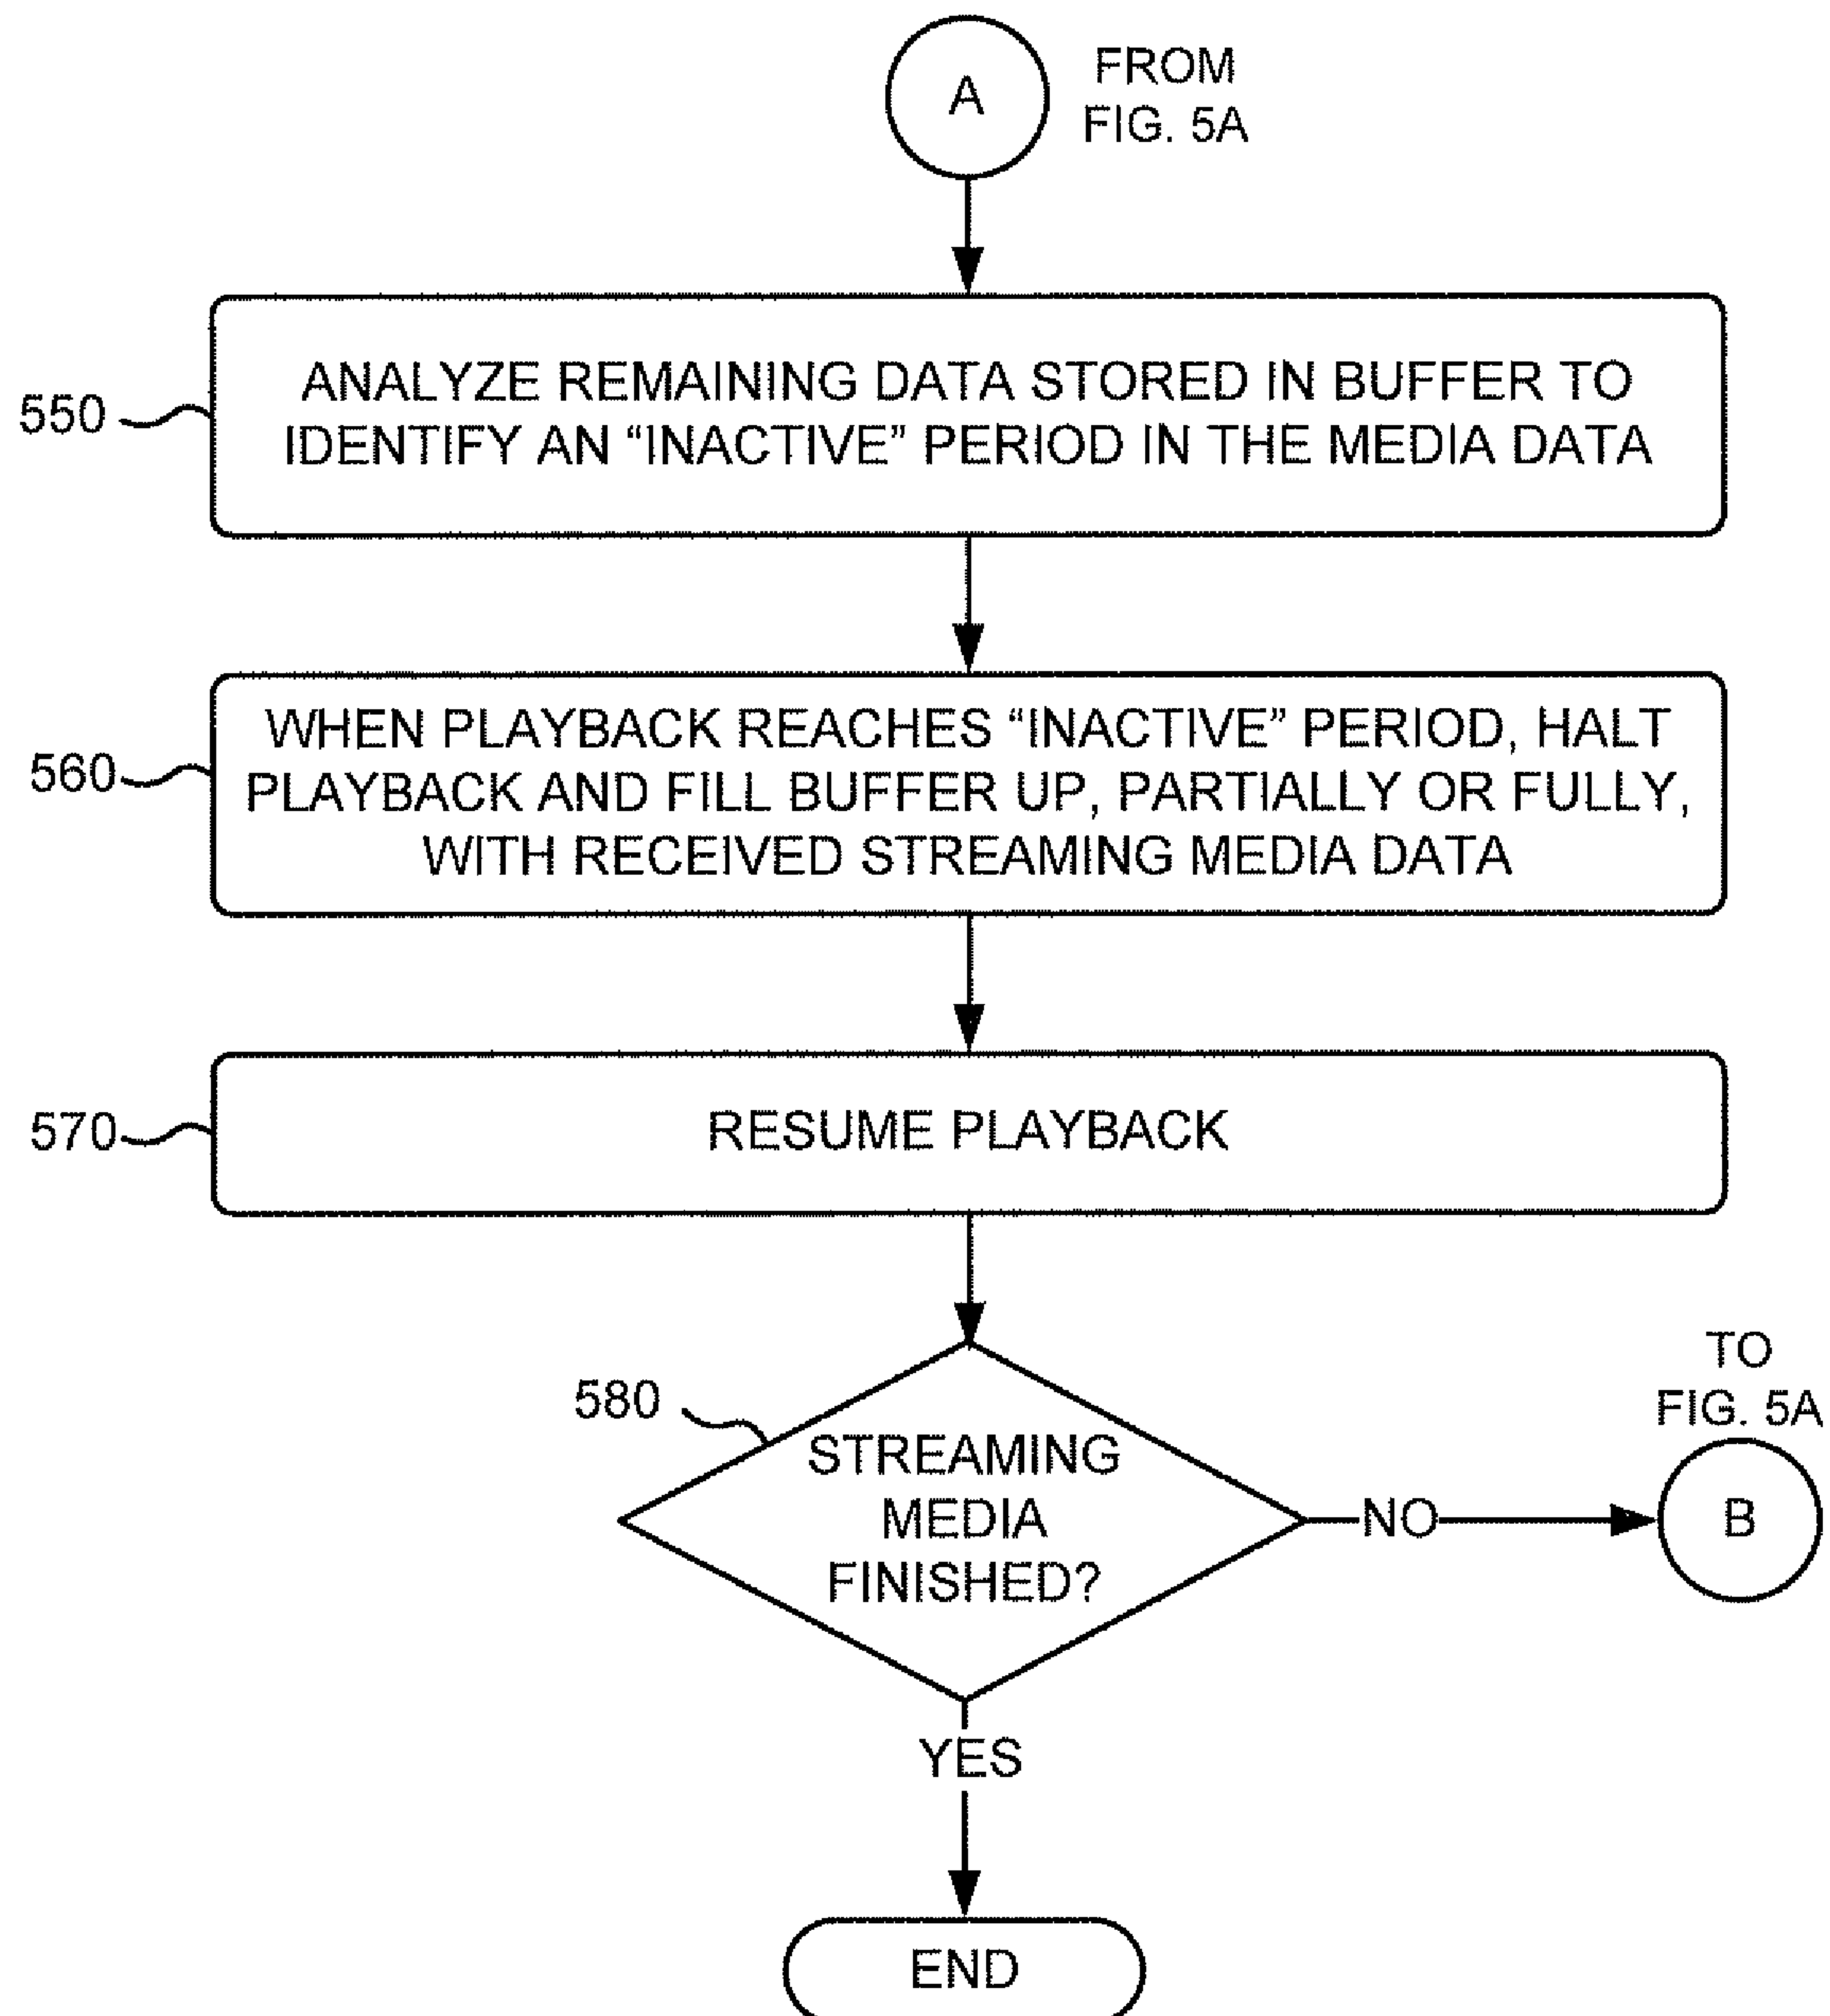 A
FROM
FIG. 5A
550
ANALYZE REMAINING DATA STORED IN BUFFER TO
IDENTIFY AN “INACTIVE” PERIOD IN THE MEDIA DATA
560
WHEN PLAYBACK REACHES “INACTIVE” PERIOD, HALT
PLAYBACK AND FILL BUFFER UP, PARTIALLY OR FULLY,
WITH RECEIVED STREAMING MEDIA DATA
570
RESUME PLAYBACK
580
STREAMING
MEDIA
FINISHED?
NO
TO
FIG. 5A
B
YES
END